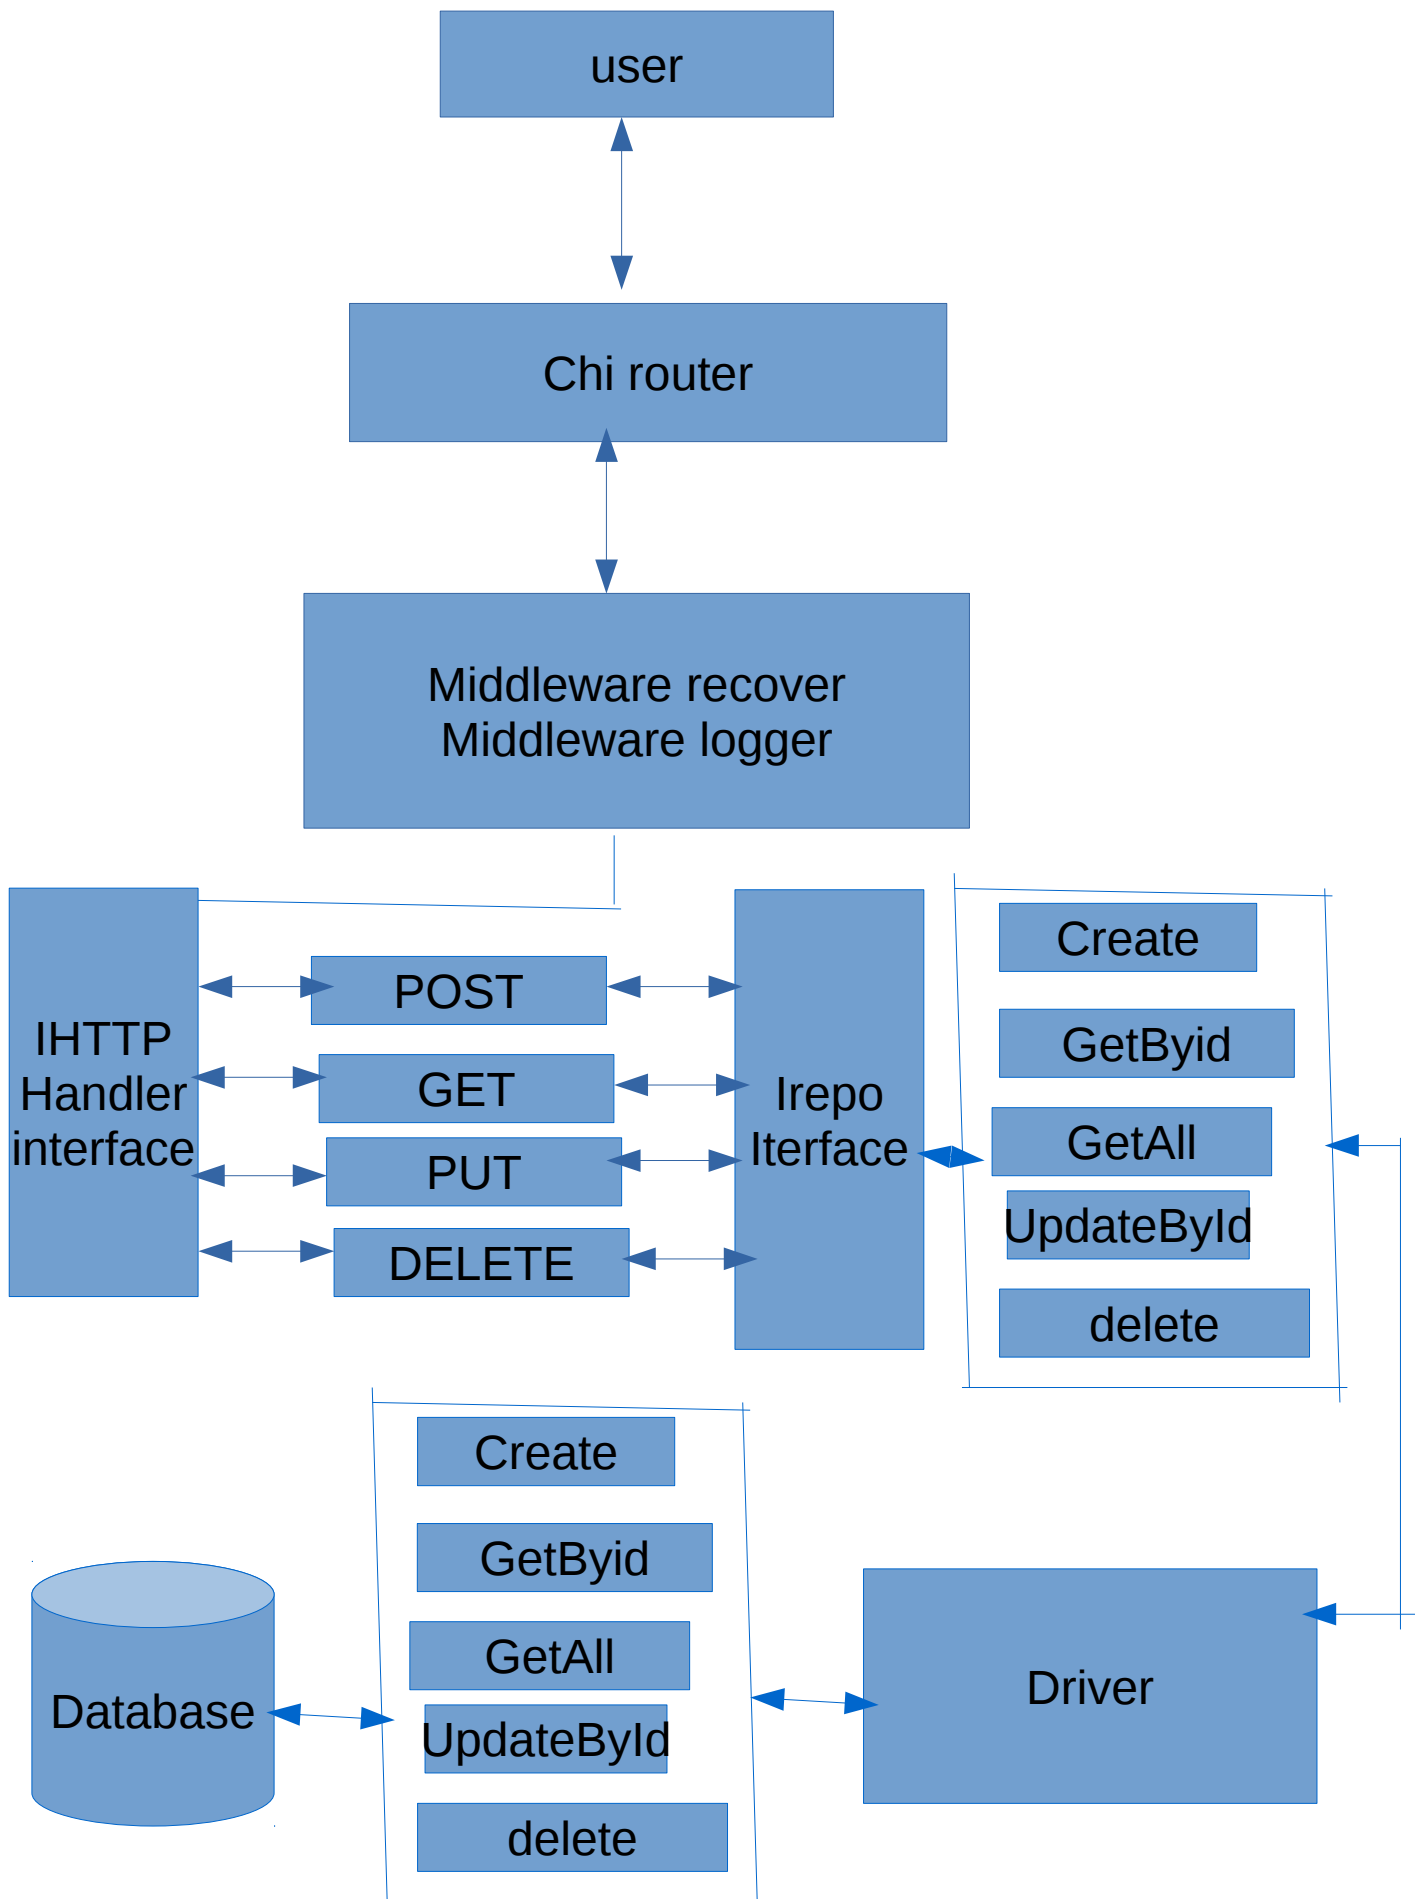 user
Chi router
Middleware recover
Middleware logger
IHTTP
Handler
interface
POST
GET
PUT
DELETE
Irepo
Iterface
Create
GetByid
GetAll
UpdateById
delete
Create
GetByid
GetAll
UpdateById
delete
Database
Driver